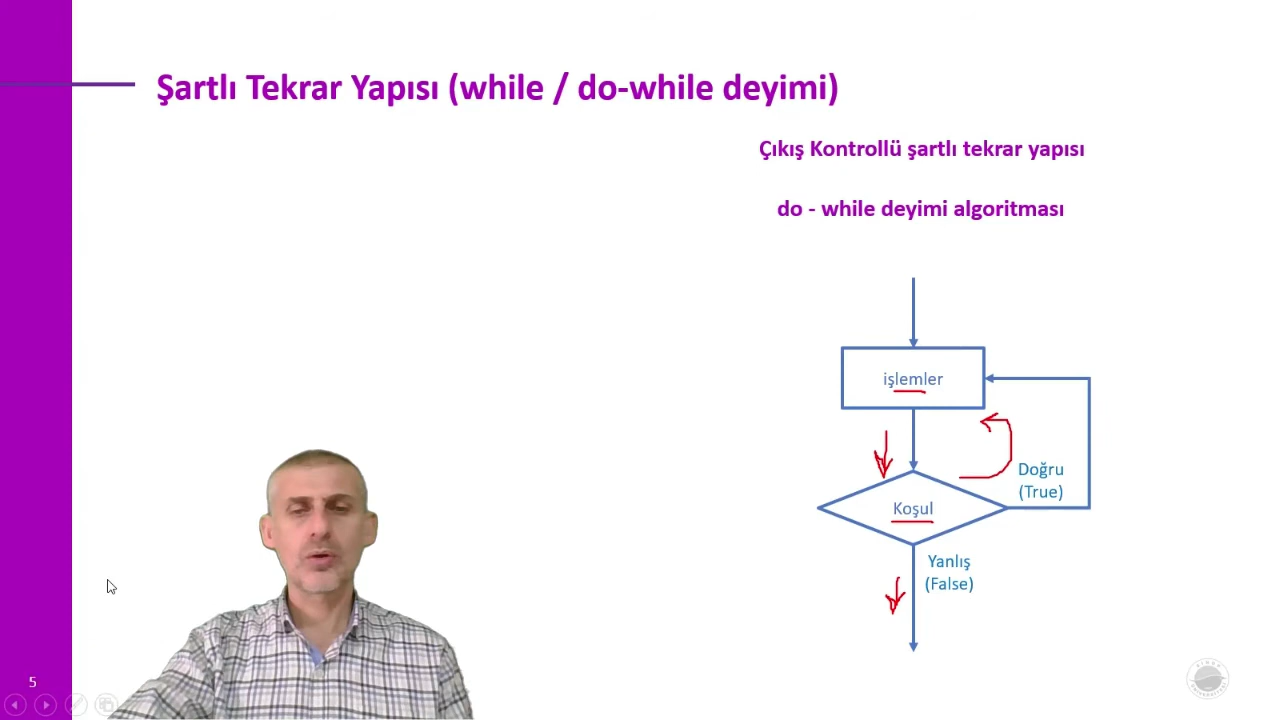 Şartlı Tekrar Yapısı (while / do-while deyimi)
Çıkış Kontrollü şartlı tekrar yapısı
do - while deyimi algoritması
işlemler
Doğru
(True)
Koşul
Yanlış
(False)
5